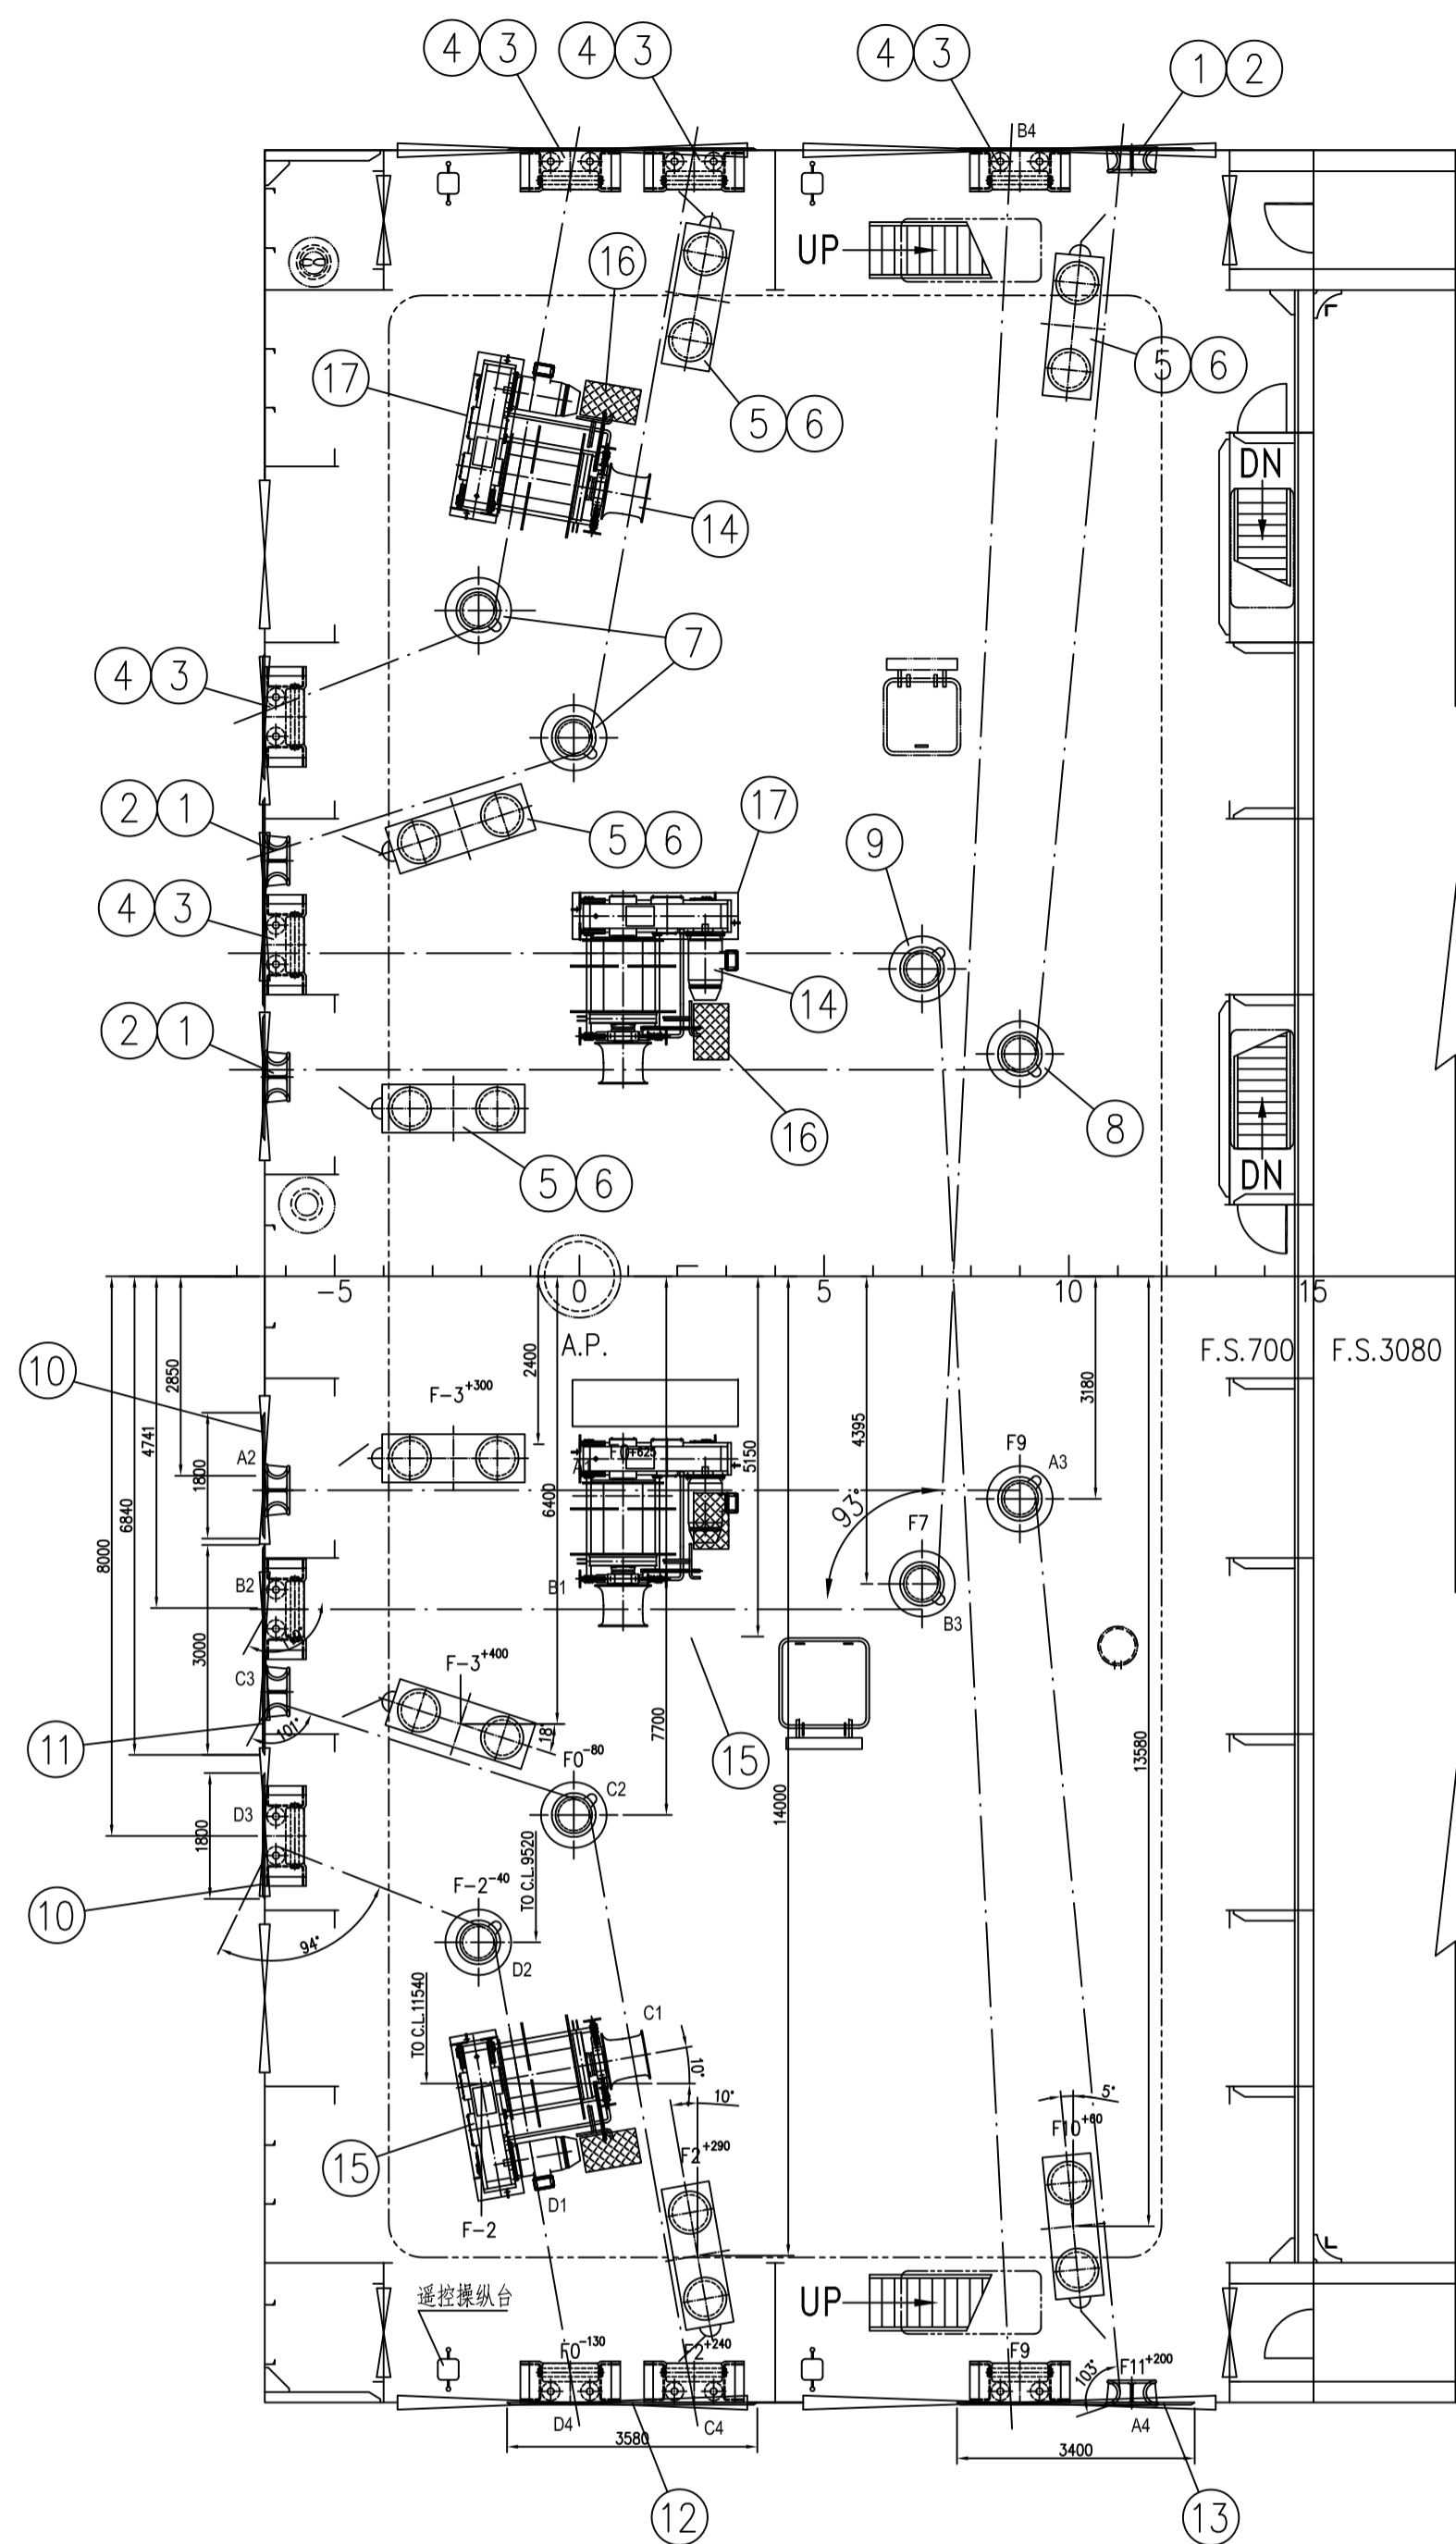 4 3 4 3 4 3 1 2
B4
UP
16
17
5 6 5 6
DN
14
7
4 3
2 1
17
5 6
9
4 3
14
2 1
16
8
5 6
DN
-5 0 5 10 15
A.P.
F.S.700 F.S.3080
10
2850
2400
3180
F-3+300
4741
4395
5150
A2
1800
6840
6400
F9
A3
93°
8000
F7
B2
B1
B3
3000
F-3+400
C3
101°
18°
7700
11
F0-80
15
13580
C2
14000
D3
1800
TO C.L.9520
F-2-40
10
94°
D2
TO C.L.11540
C1
10°
10°
5°
F10+60
F2+290
15
D1
F-2
遥控操纵台
UP
F0-130
F2+240
F9
F11+200
103°
D4
C4
A4
3580
3400
12
13